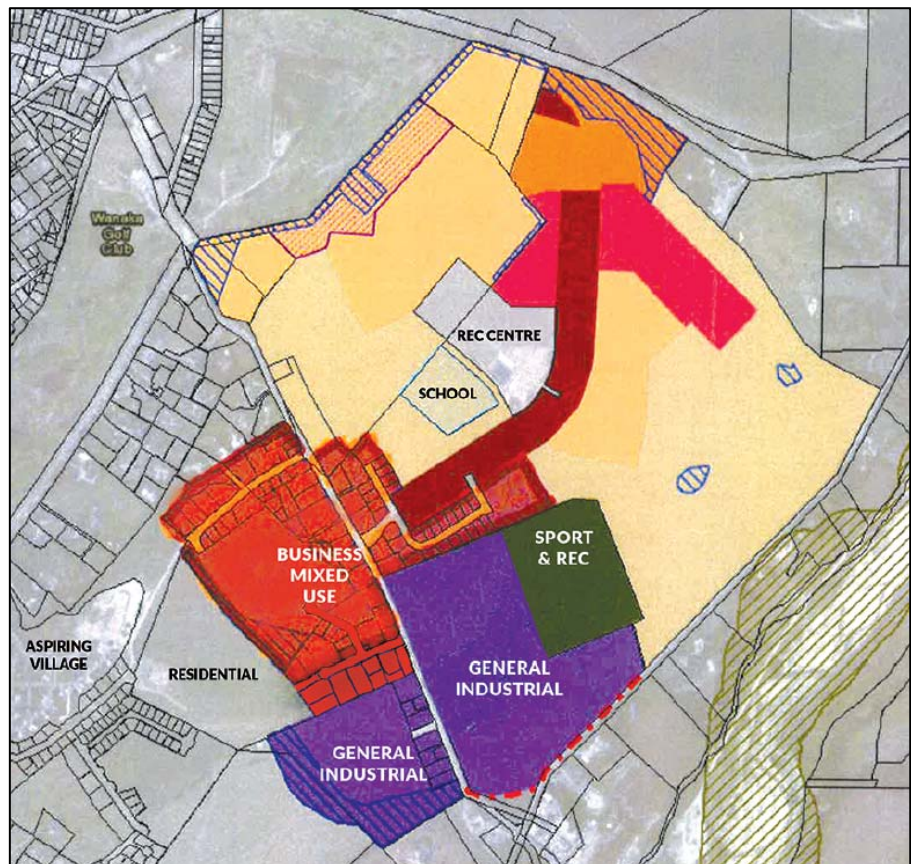 Wanaka
Golf
Club
REC CENTRE
SCHOOL
SPORT
& REC
BUSINESS
MIXED
USE
ASPIRING
VILLAGE
RESIDENTIAL
GENERAL
INDUSTRIAL
GENERAL
INDUSTRIAL